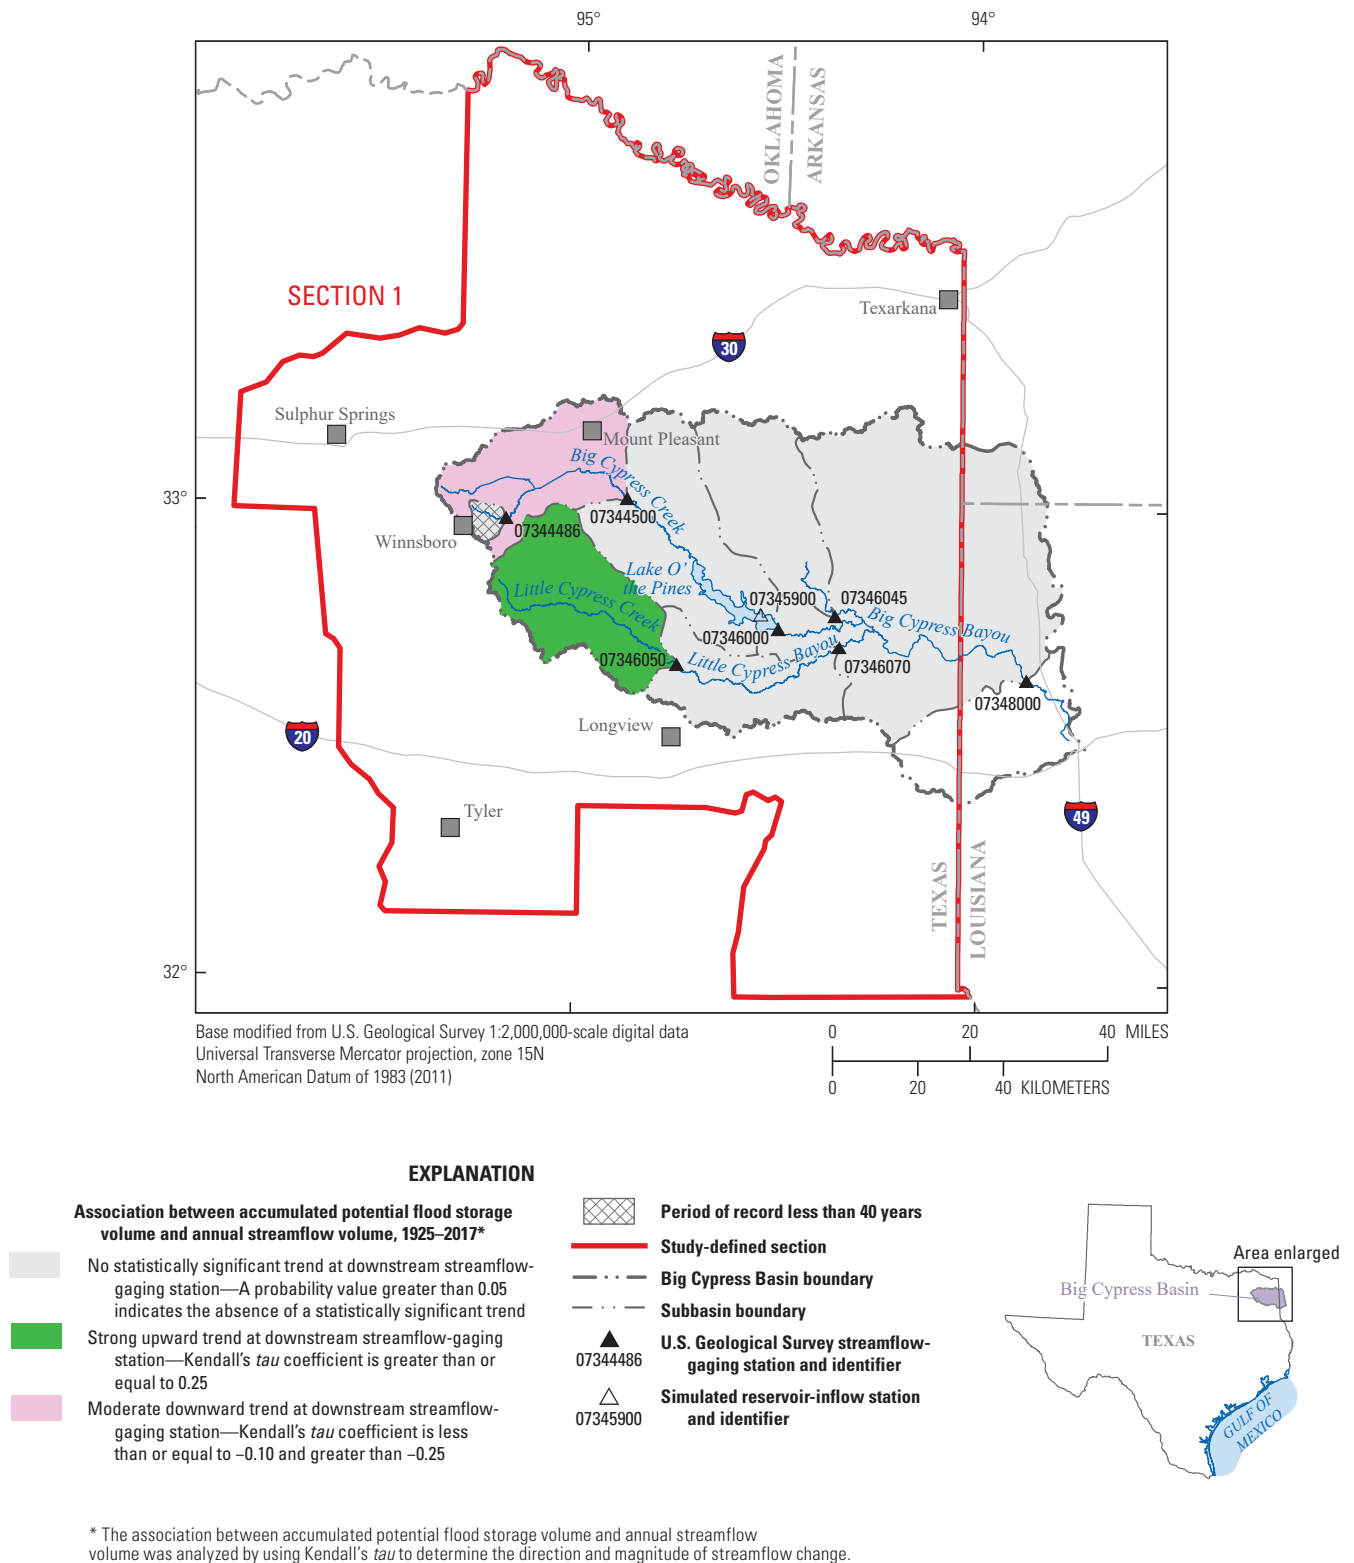 95°
94°
OKLAHOMA
ARKANSAS
SECTION 1
Texarkana
30
Sulphur Springs
Mount Pleasant
Big Cypress Creek
33°
07344500
07344486
Winnsboro
Lake O'
the Pines
Little Cypress Creek
07345900
07346045
Big Cypress Bayou
07346000
Little Cypress Bayou
07346050
07346070
07348000
Longview
20
Tyler
49
TEXAS
LOUISIANA
32°
Base modified from U.S. Geological Survey 1:2,000,000-scale digital data
Universal Transverse Mercator projection, zone 15N
North American Datum of 1983 (2011)
0 20 40 MILES
0 20 40 KILOMETERS
EXPLANATION
Association between accumulated potential flood storage
volume and annual streamflow volume, 1925–2017*
No statistically significant trend at downstream streamflow-
gaging station—A probability value greater than 0.05
indicates the absence of a statistically significant trend
Strong upward trend at downstream streamflow-gaging
station—Kendall's tau coefficient is greater than or
equal to 0.25
Moderate downward trend at downstream streamflow-
gaging station—Kendall's tau coefficient is less
than or equal to −0.10 and greater than −0.25
Period of record less than 40 years
Study-defined section
Big Cypress Basin boundary
Subbasin boundary
U.S. Geological Survey streamflow-
gaging station and identifier
07344486
Simulated reservoir-inflow station
and identifier
07345900
Area enlarged
Big Cypress Basin
TEXAS
GULF OF
MEXICO
* The association between accumulated potential flood storage volume and annual streamflow
volume was analyzed by using Kendall's tau to determine the direction and magnitude of streamflow change.